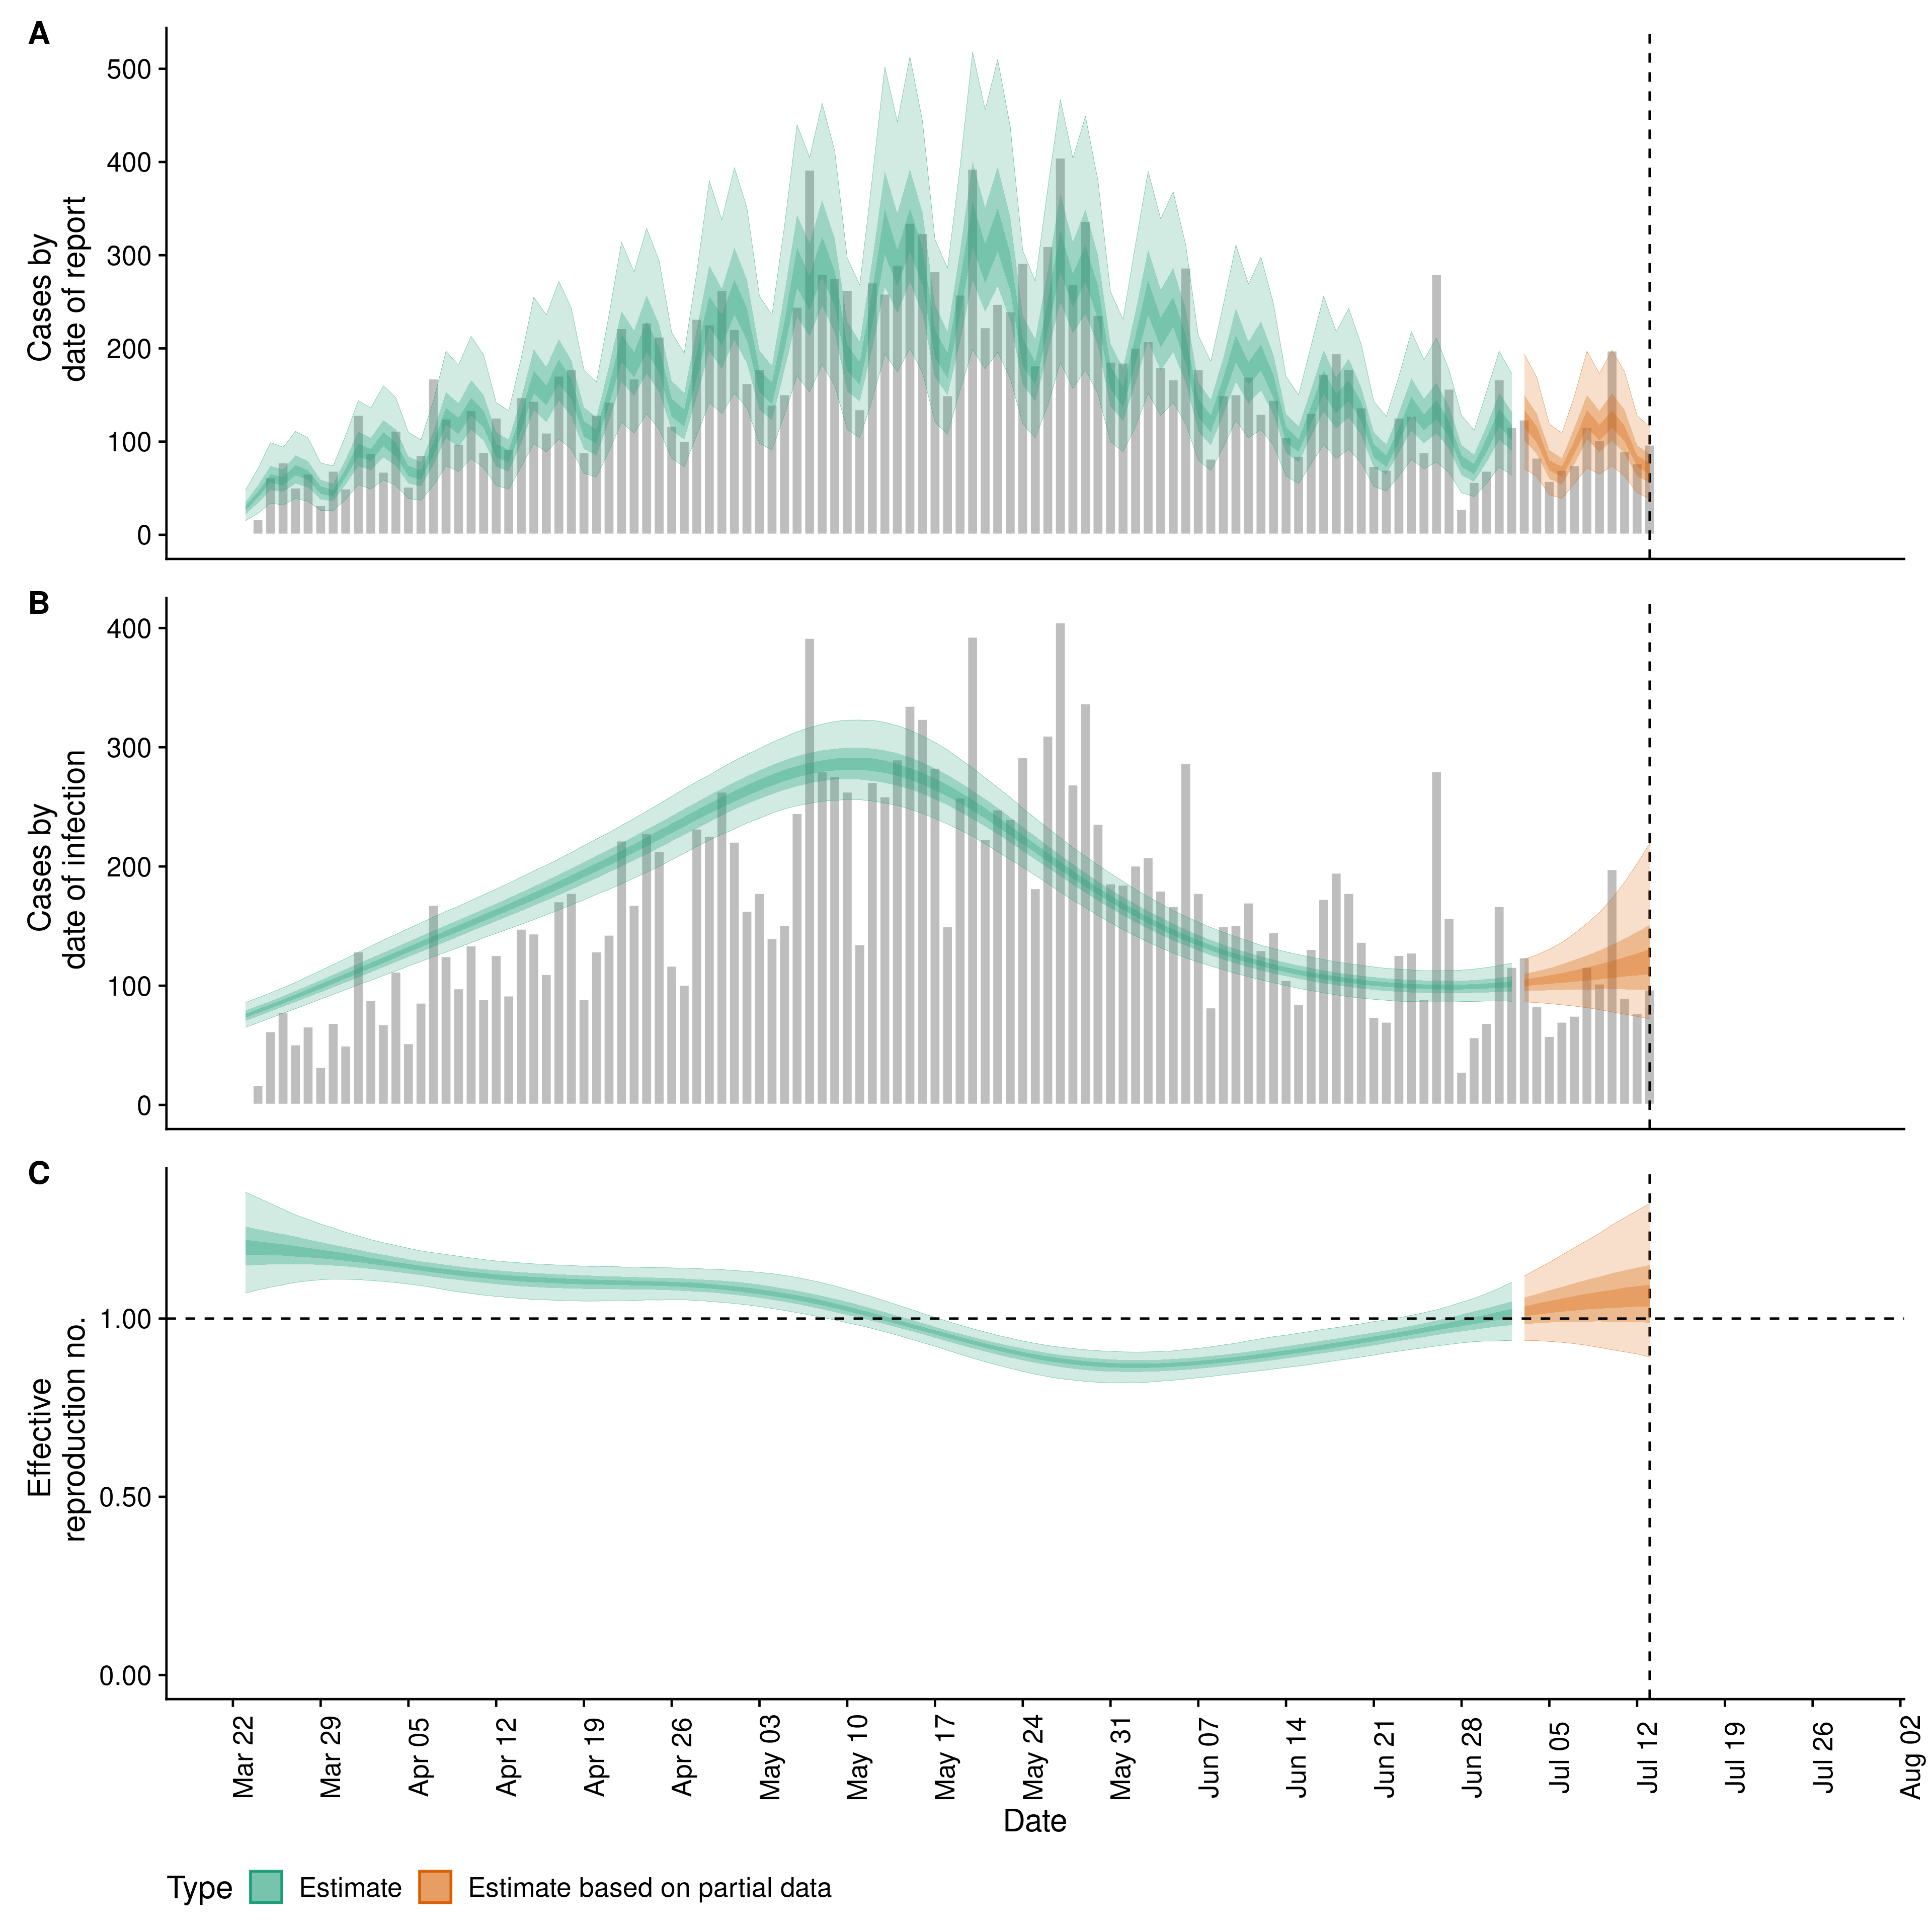 A
500
400
300
200
100
0
Cases by
date of report
B
400
300
200
100
0
Cases by
date of infection
C
1.00
0.50
0.00
Effective
reproduction no.
Mar 22
Mar 29
Apr 05
Apr 12
Apr 19
Apr 26
May 03
May 10
May 17
May 24
May 31
Jun 07
Jun 14
Jun 21
Jun 28
Jul 05
Jul 12
Jul 19
Jul 26
Aug 02
Date
Type Estimate Estimate based on partial data